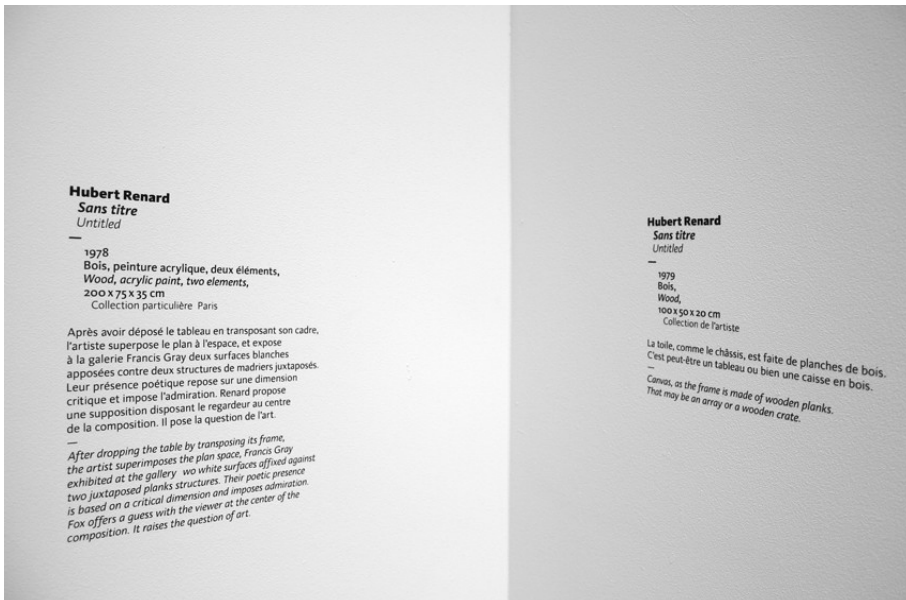 Hubert Renard
Sans titre
Untitled
—
1978
Bois, peinture acrylique, deux éléments,
Wood, acrylic paint, two elements,
200 x 75 x 35 cm
Collection particulière Paris
Après avoir déposé le tableau en transposant son cadre,
l'artiste superpose le plan à l'espace, et expose
à la galerie Francis Gray deux surfaces blanches
apposées contre deux structures de madriers juxtaposés.
Leur présence poétique repose sur une dimension
critique et impose l'admiration. Renard propose
une supposition disposant le regardeur au centre
de la composition. Il pose la question de l'art.
—
After dropping the table by transposing its frame,
the artist superimposes the plan space, Francis Gray
exhibited at the gallery wo white surfaces affixed against
two juxtaposed planks structures. Their poetic presence
is based on a critical dimension and imposes admiration.
Fox offers a guess with the viewer at the center of the
composition. It raises the question of art.
Hubert Renard
Sans titre
Untitled
—
1979
Bois,
Wood,
100 x 50 x 20 cm
Collection de l'artiste
La toile, comme le châssis, est faite de planches de bois.
C'est peut-être un tableau ou bien une caisse en bois.
—
Canvas, as the frame is made of wooden planks.
That may be an array or a wooden crate.